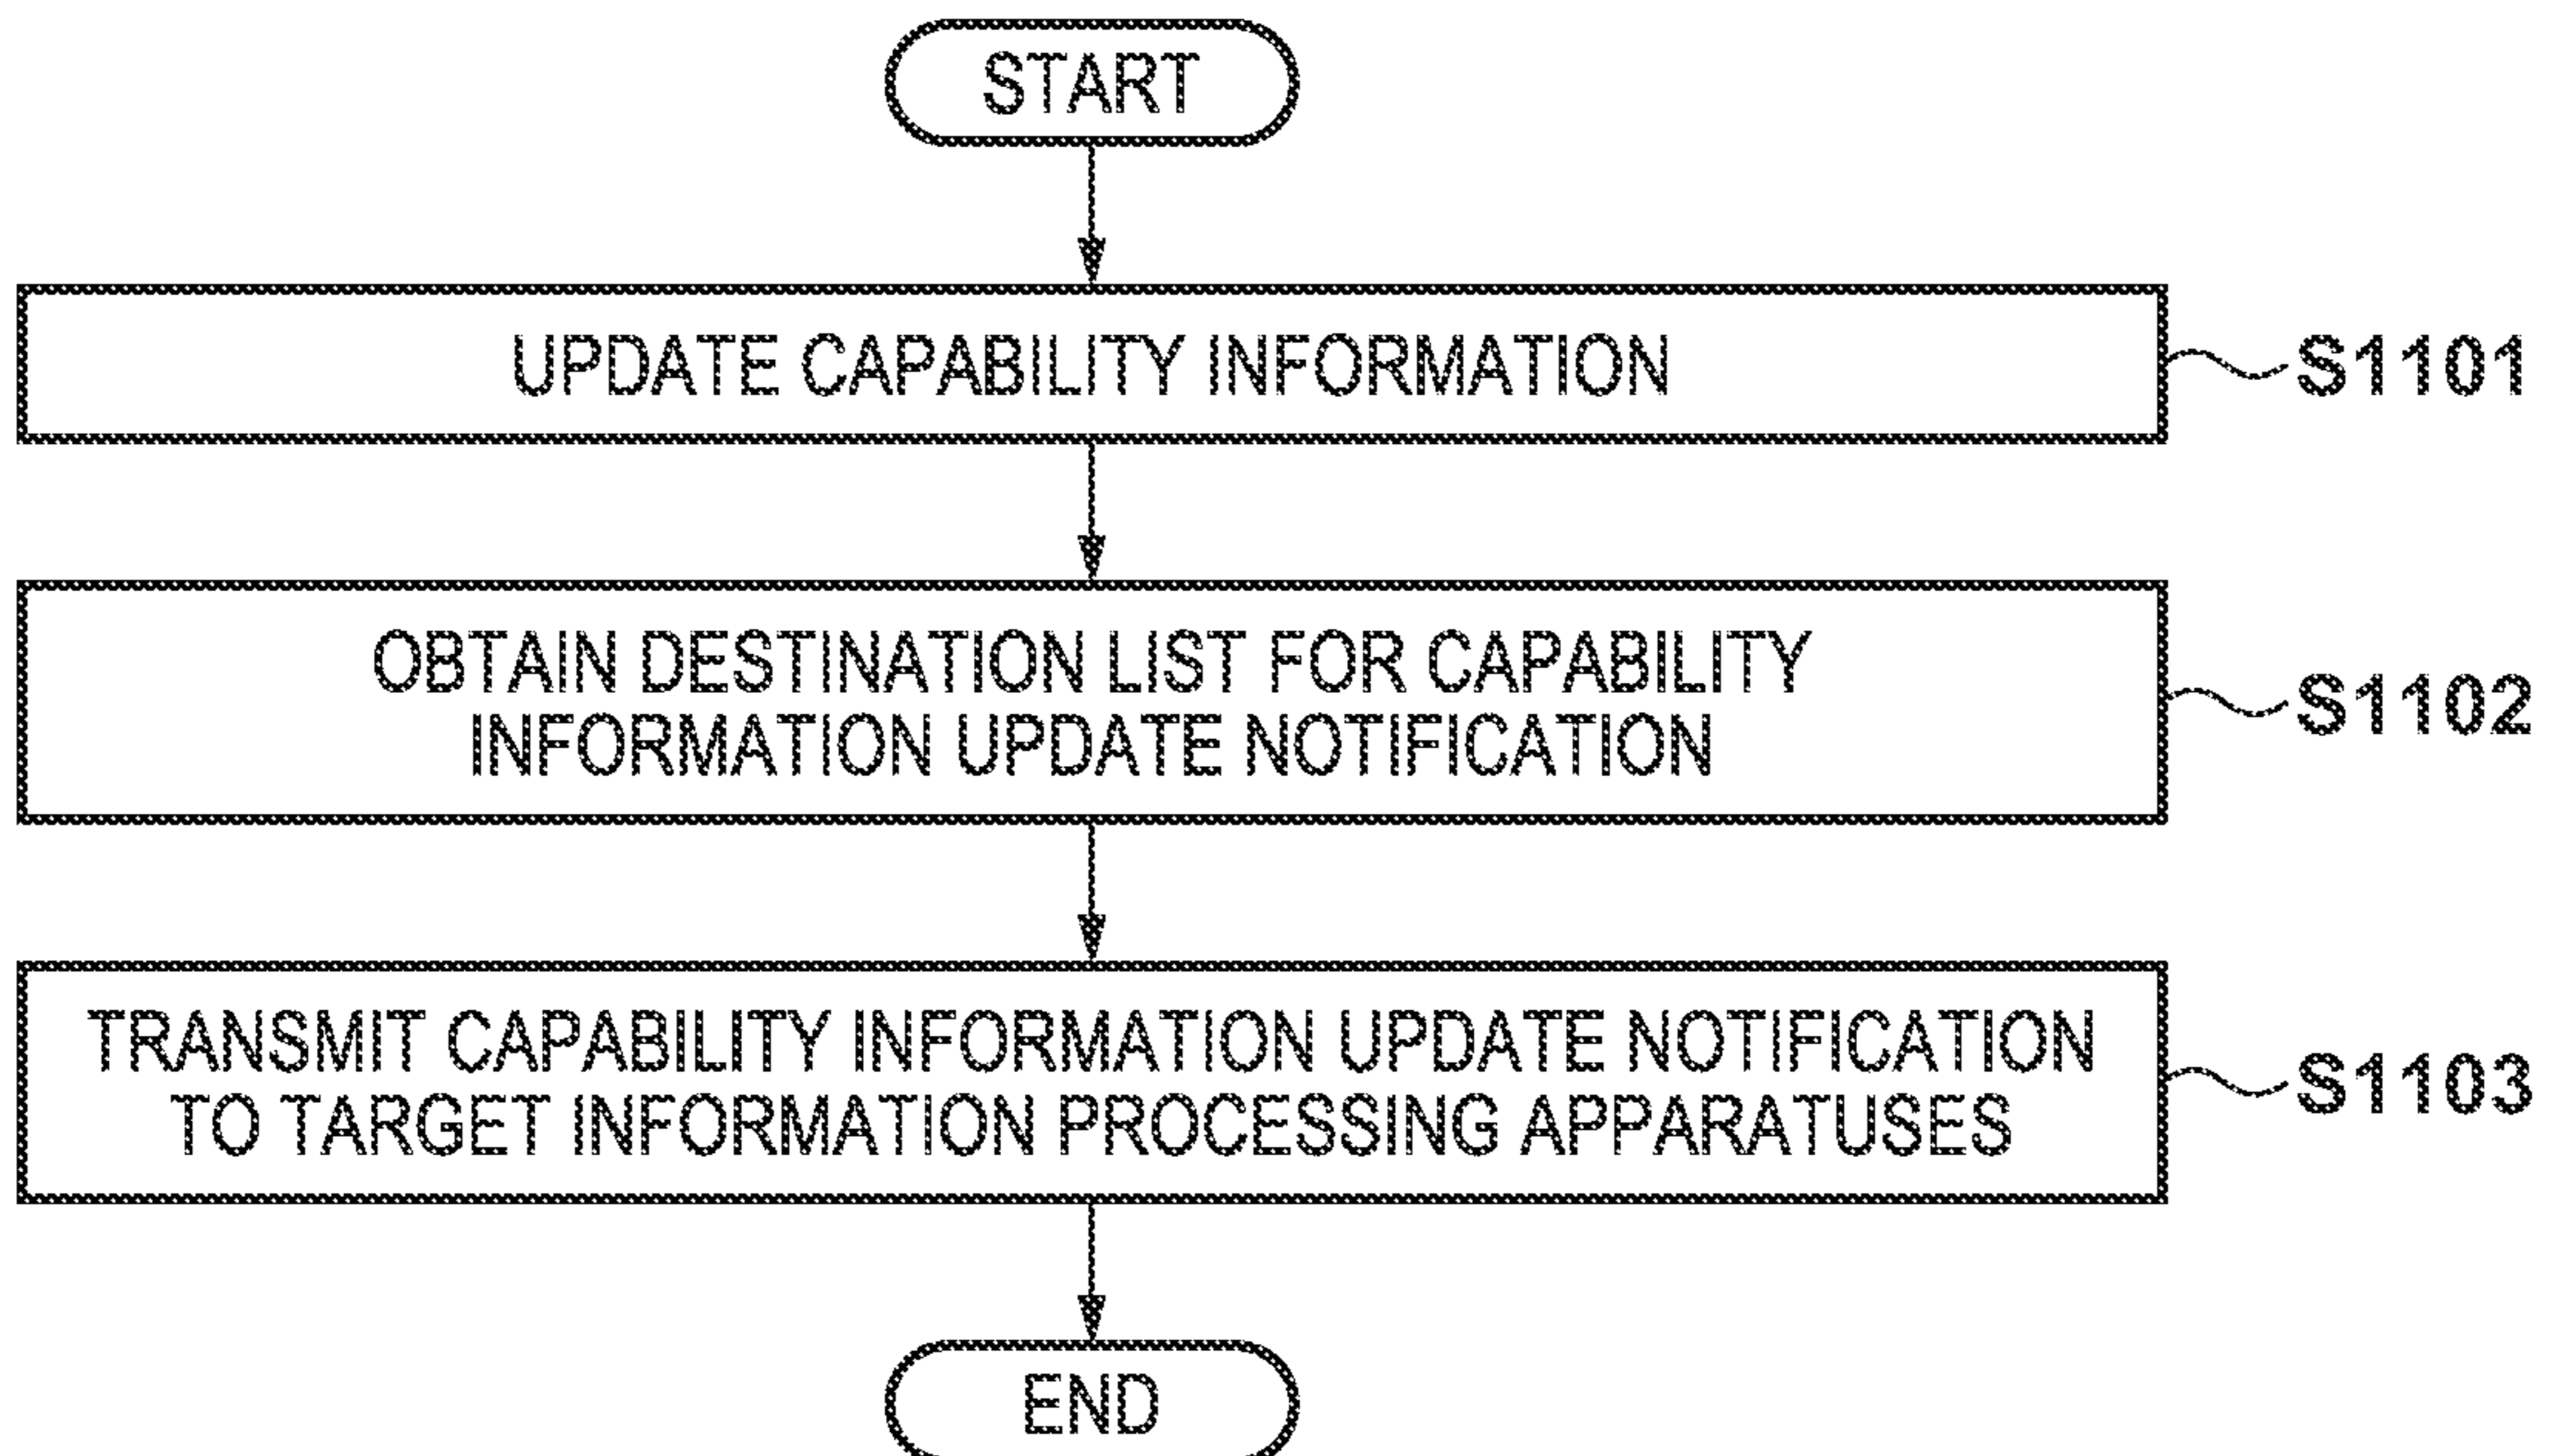 START
UPDATE CAPABILITY INFORMATION
S1101
OBTAIN DESTINATION LIST FOR CAPABILITY
INFORMATION UPDATE NOTIFICATION
S1102
TRANSMIT CAPABILITY INFORMATION UPDATE NOTIFICATION
TO TARGET INFORMATION PROCESSING APPARATUSES
S1103
END